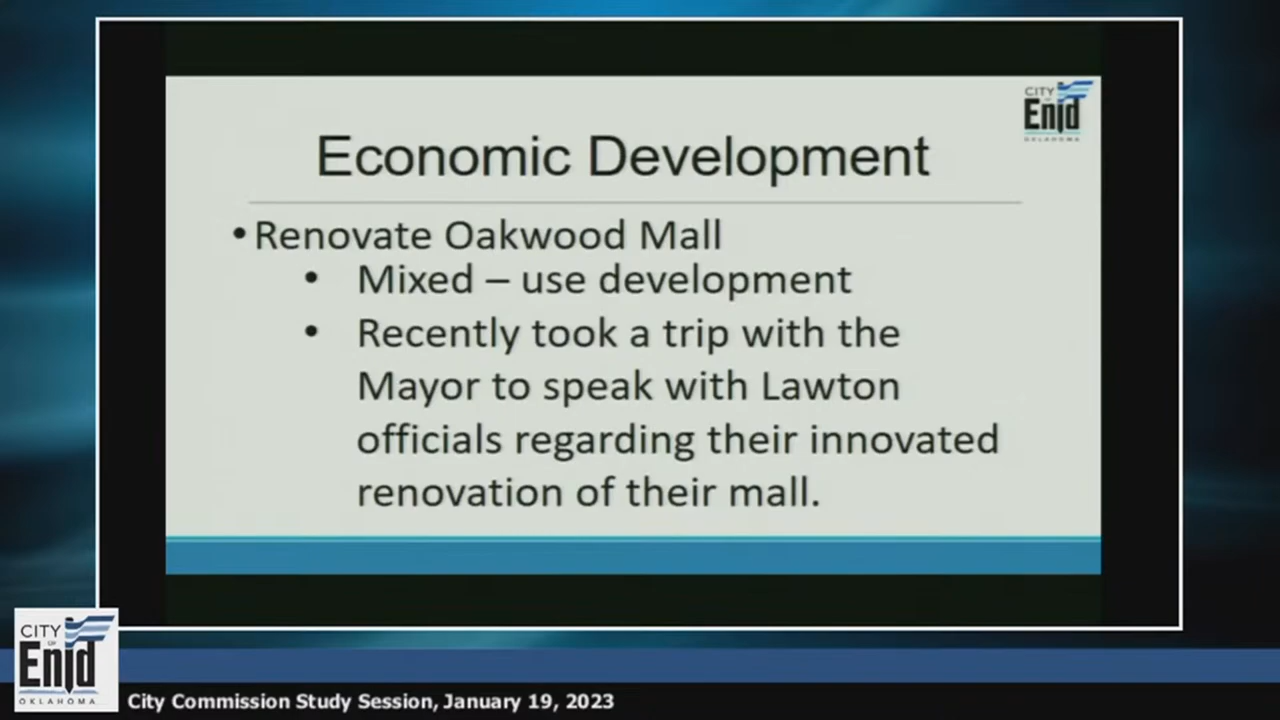 CITY
OF
Enid
OKLAHOMA
Economic Development
• Renovate Oakwood Mall
• Mixed – use development
• Recently took a trip with the
Mayor to speak with Lawton
officials regarding their innovated
renovation of their mall.
CITY
OF
Enid
OKLAHOMA
City Commission Study Session, January 19, 2023